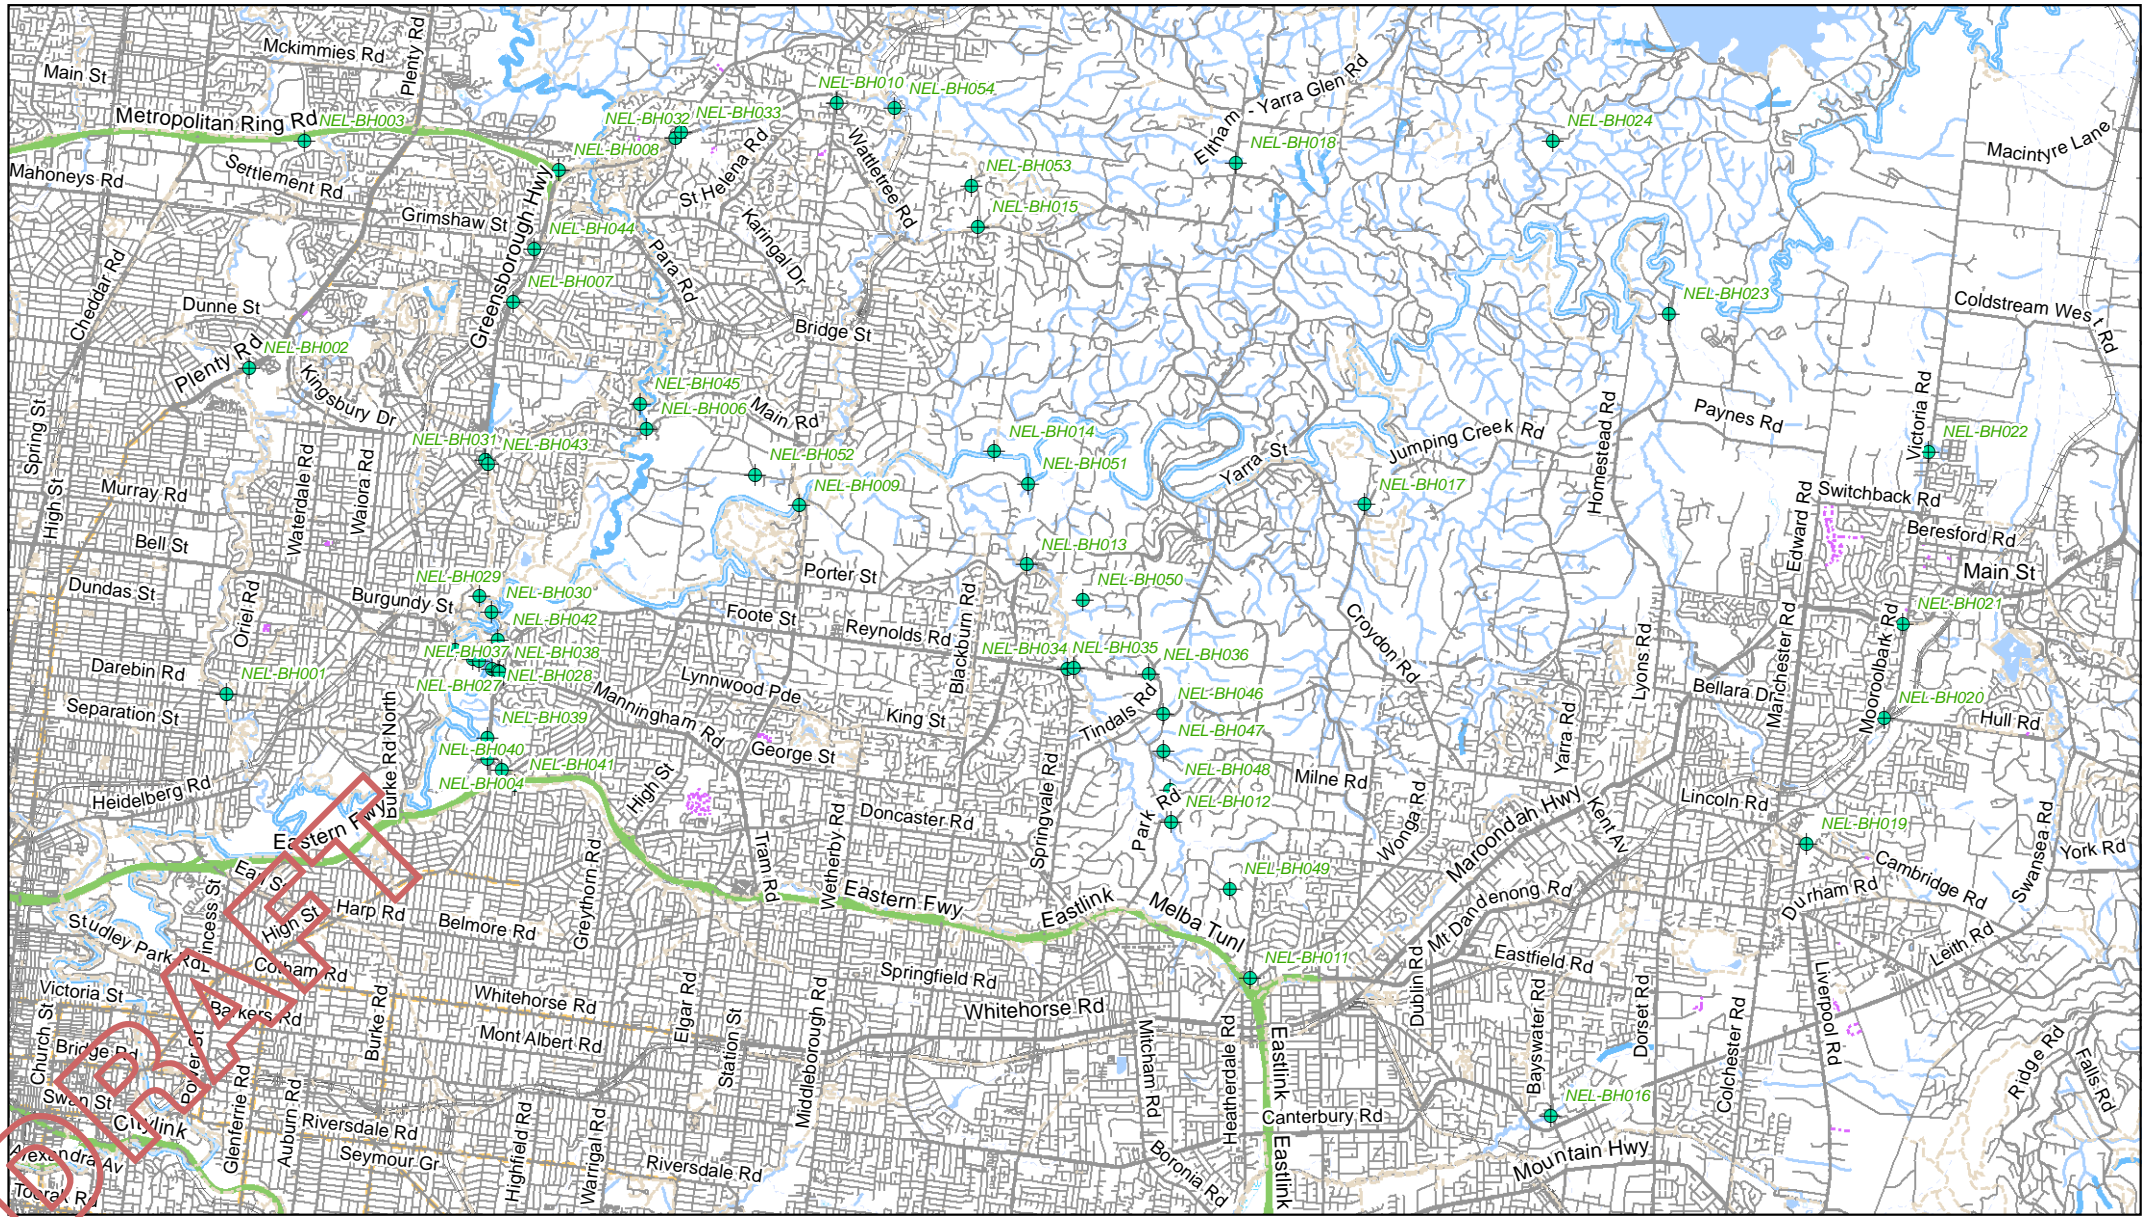 Mckimmies Rd
Plenty Rd
Main St
Metropolitan Ring Rd
NEL-BH003
NEL-BH032
NEL-BH033
NEL-BH010
NEL-BH054
Eltham - Yarra Glen Rd
NEL-BH024
NEL-BH008
NEL-BH018
Macintyre Lane
Mahoneys Rd
Settlement Rd
St Helena Rd
Wattletree Rd
NEL-BH053
NEL-BH015
Grimshaw St
NEL-BH044
Karingal Dr
Greensborough Hwy
NEL-BH007
Para Rd
Cheddar Rd
Dunne St
Bridge St
NEL-BH023
Coldstream West Rd
Plenty Rd
NEL-BH002
Kingsbury Dr
NEL-BH045
NEL-BH006
Main Rd
NEL-BH031
NEL-BH043
NEL-BH052
NEL-BH014
NEL-BH051
NEL-BH009
Yarra St
Jumping Creek Rd
NEL-BH017
Homestead Rd
Paynes Rd
Victoria Rd
NEL-BH022
Spring St
High St
Murray Rd
Waterdale Rd
Waiora Rd
Switchback Rd
Edward Rd
Beresford Rd
Main St
Bell St
NEL-BH013
Porter St
NEL-BH050
Dundas St
Oriel Rd
Burgundy St
NEL-BH029
NEL-BH030
NEL-BH042
Foote St
Reynolds Rd
Blackburn Rd
NEL-BH034
NEL-BH035
NEL-BH036
Croydon Rd
Lyons Rd
Manchester Rd
Mooroolbark Rd
NEL-BH021
Darebin Rd
NEL-BH001
NEL-BH037
NEL-BH038
NEL-BH027
NEL-BH028
Lynnwood Pde
Manningham Rd
NEL-BH046
Bellara Dr
NEL-BH020
Hull Rd
Separation St
Burke Rd North
NEL-BH039
NEL-BH040
NEL-BH041
NEL-BH004
King St
George St
Tindals Rd
NEL-BH047
NEL-BH048
NEL-BH012
Yarra Rd
Milne Rd
Heidelberg Rd
High St
Springvale Rd
Park Rd
Wonga Rd
Lincoln Rd
Maroondah Hwy
Kent Av
NEL-BH019
Swansea Rd
York Rd
Eastern Fwy
Doncaster Rd
Tram Rd
Wetherby Rd
Greythorn Rd
Earl St
Princess St
High St
Harp Rd
Belmore Rd
Eastern Fwy
Eastlink
Melba Tunl
NEL-BH049
Mt Dandenong Rd
Durham Rd
Cambridge Rd
Leith Rd
Studley Park Rd
Cotham Rd
NEL-BH011
Springfield Rd
Dublin Rd
Eastfield Rd
Victoria St
Barkers Rd
Whitehorse Rd
Whitehorse Rd
Church St
Bridge Rd
Power St
Burke Rd
Mont Albert Rd
Elgar Rd
Station St
Middleborough Rd
Mitcham Rd
Heatherdale Rd
Eastlink
Bayswater Rd
Dorset Rd
Colchester Rd
Liverpool Rd
Ridge Rd
Falls Rd
Swan St
Citylink
Glenferrie Rd
Auburn Rd
Riversdale Rd
Canterbury Rd
NEL-BH016
Alexandra Av
Seymour Gr
Highfield Rd
Warrigal Rd
Riversdale Rd
Boronia Rd
Eastlink
Mountain Hwy
Toorak Rd
DRAFT